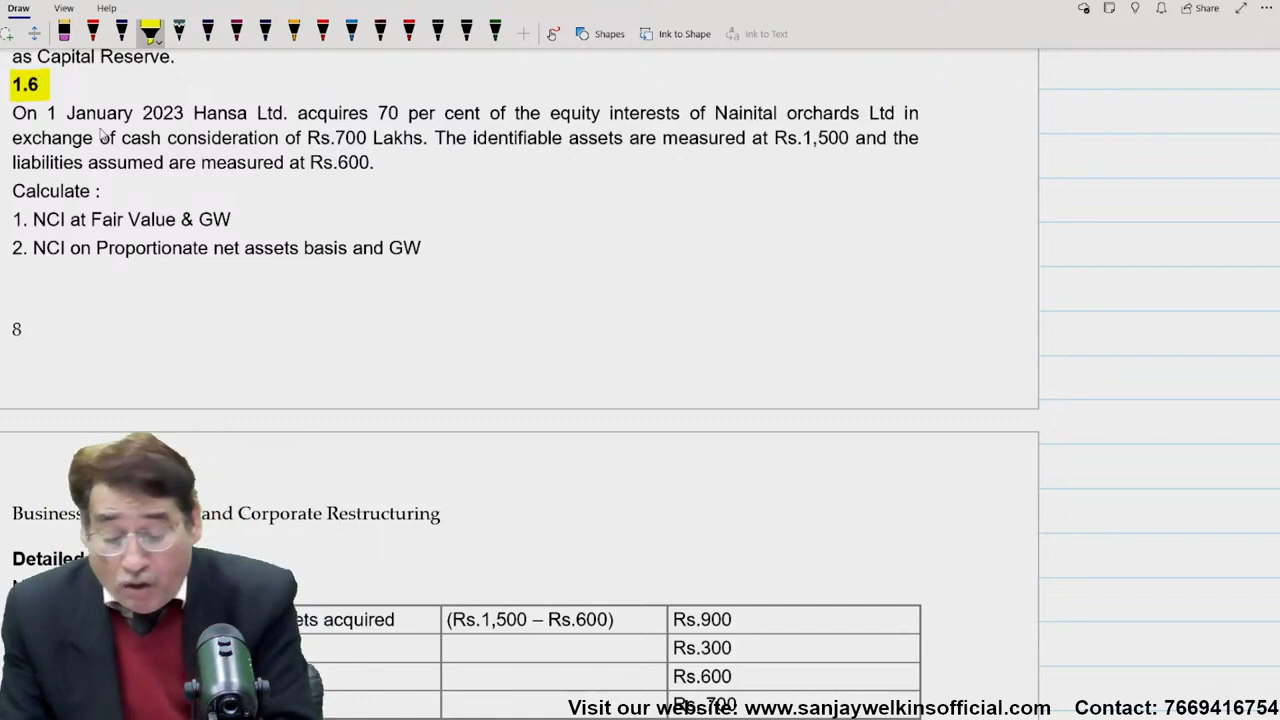 Draw View Help Share
Shapes Ink to Shape Ink to Text
as Capital Reserve.
1.6
On 1 January 2023 Hansa Ltd. acquires 70 per cent of the equity interests of Nainital orchards Ltd in
exchange of cash consideration of Rs.700 Lakhs. The identifiable assets are measured at Rs.1,500 and the
liabilities assumed are measured at Rs.600.
Calculate :
1. NCI at Fair Value & GW
2. NCI on Proportionate net assets basis and GW
8
Business and Corporate Restructuring
Detailed
ets acquired (Rs.1,500 – Rs.600) Rs.900
Rs.300
Rs.600
Rs. 700
Visit our website: www.sanjaywelkinsofficial.com Contact: 7669416754